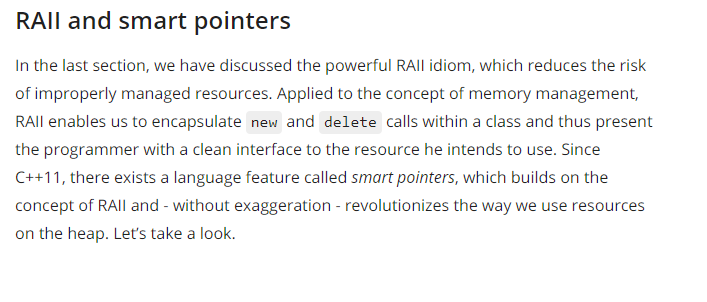 RAII and smart pointers
In the last section, we have discussed the powerful RAII idiom, which reduces the risk
of improperly managed resources. Applied to the concept of memory management,
RAII enables us to encapsulate new and delete calls within a class and thus present
the programmer with a clean interface to the resource he intends to use. Since
C++11, there exists a language feature called smart pointers, which builds on the
concept of RAII and - without exaggeration - revolutionizes the way we use resources
on the heap. Let’s take a look.